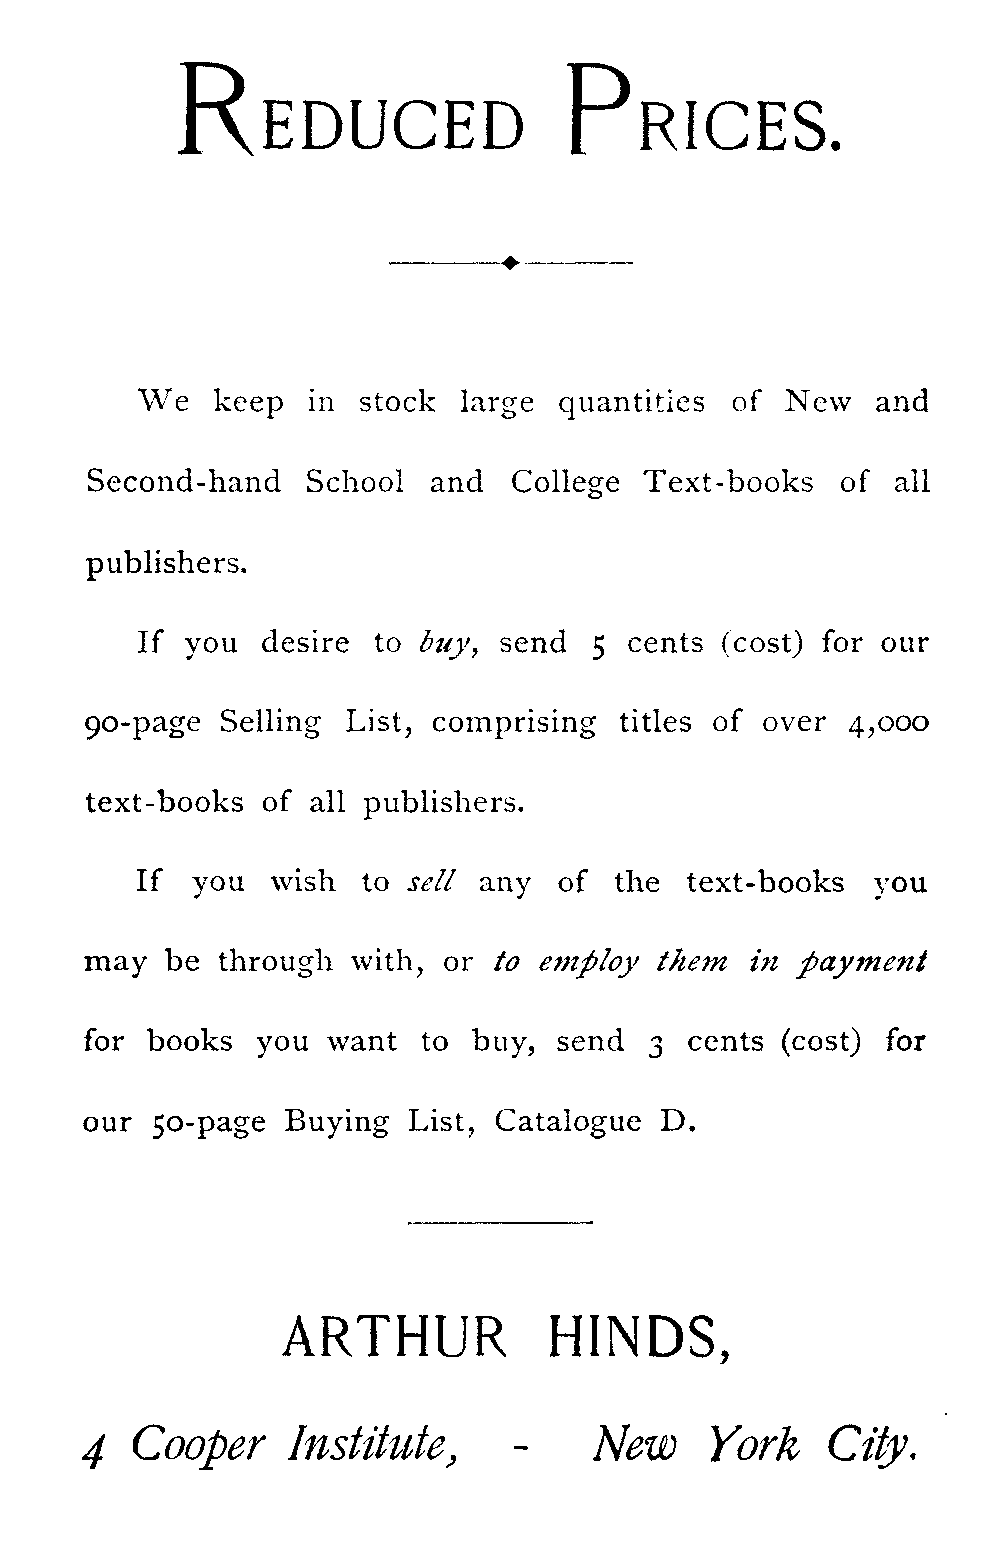 REDUCED PRICES.
We keep in stock large quantities of New and
Second-hand School and College Text-books of all
publishers.
If you desire to buy, send 5 cents (cost) for our
90-page Selling List, comprising titles of over 4,000
text-books of all publishers.
If you wish to sell any of the text-books you
may be through with, or to employ them in payment
for books you want to buy, send 3 cents (cost) for
our 50-page Buying List, Catalogue D.
ARTHUR HINDS,
4 Cooper Institute, - New York City.